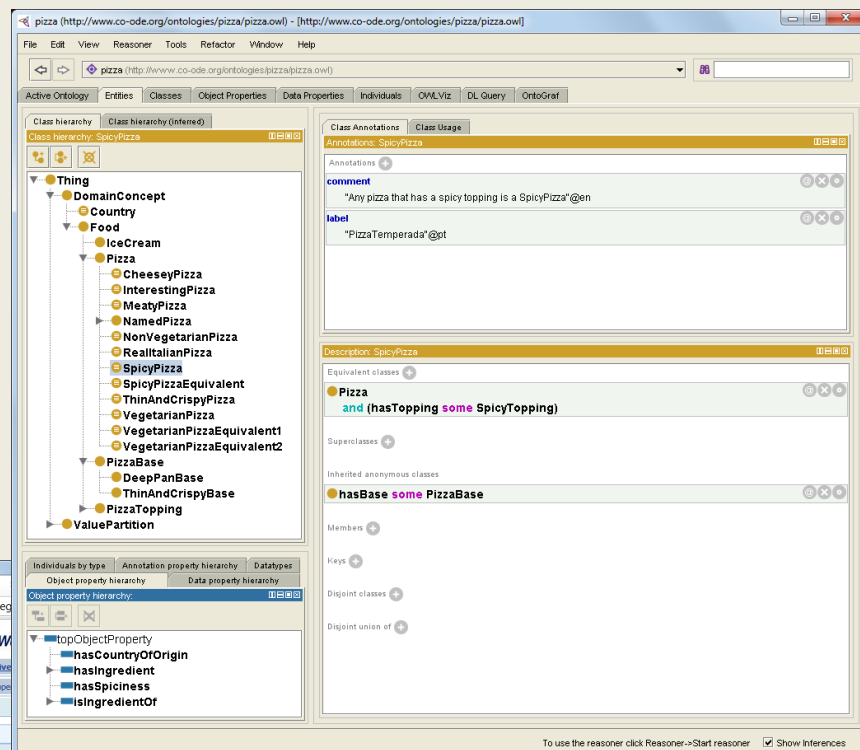 pizza (http://www.co-ode.org/ontologies/pizza/pizza.owl) - [http://www.co-ode.org/ontologies/pizza/pizza.owl]
File Edit View Reasoner Tools Refactor Window Help
pizza (http://www.co-ode.org/ontologies/pizza/pizza.owl)
Active Ontology Entities Classes Object Properties Data Properties Individuals OWLViz DL Query OntoGraf
Class hierarchy Class hierarchy (inferred)
Class hierarchy: SpicyPizza
Thing
DomainConcept
Country
Food
IceCream
Pizza
CheeseyPizza
InterestingPizza
MeatyPizza
NamedPizza
NonVegetarianPizza
RealItalianPizza
SpicyPizza
SpicyPizzaEquivalent
ThinAndCrispyPizza
VegetarianPizza
VegetarianPizzaEquivalent1
VegetarianPizzaEquivalent2
PizzaBase
DeepPanBase
ThinAndCrispyBase
PizzaTopping
ValuePartition
Individuals by type Annotation property hierarchy Datatypes
Object property hierarchy Data property hierarchy
Object property hierarchy:
topObjectProperty
hasCountryOfOrigin
hasIngredient
hasSpiciness
isIngredientOf
Class Annotations Class Usage
Annotations: SpicyPizza
Annotations
comment
"Any pizza that has a spicy topping is a SpicyPizza"@en
label
"PizzaTemperada"@pt
Description: SpicyPizza
Equivalent classes
Pizza
and (hasTopping some SpicyTopping)
Superclasses
Inherited anonymous classes
hasBase some PizzaBase
Members
Keys
Disjoint classes
Disjoint union of
To use the reasoner click Reasoner->Start reasoner Show Inferences